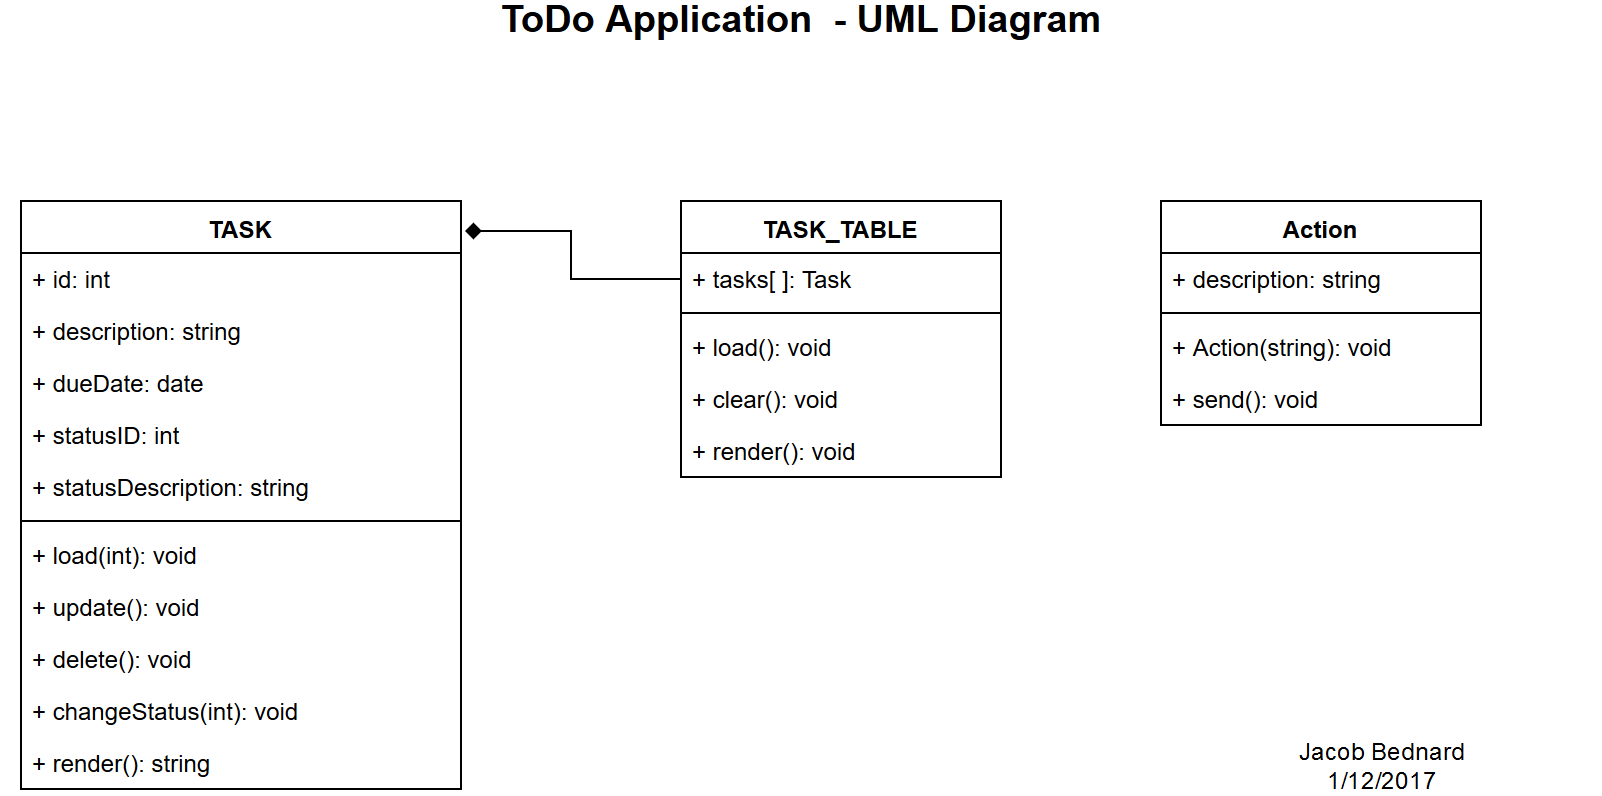 ToDo Application - UML Diagram
TASK
+ id: int
+ description: string
+ dueDate: date
+ statusID: int
+ statusDescription: string
+ load(int): void
+ update(): void
+ delete(): void
+ changeStatus(int): void
+ render(): string
TASK_TABLE
+ tasks[ ]: Task
+ load(): void
+ clear(): void
+ render(): void
Action
+ description: string
+ Action(string): void
+ send(): void
Jacob Bednard
1/12/2017